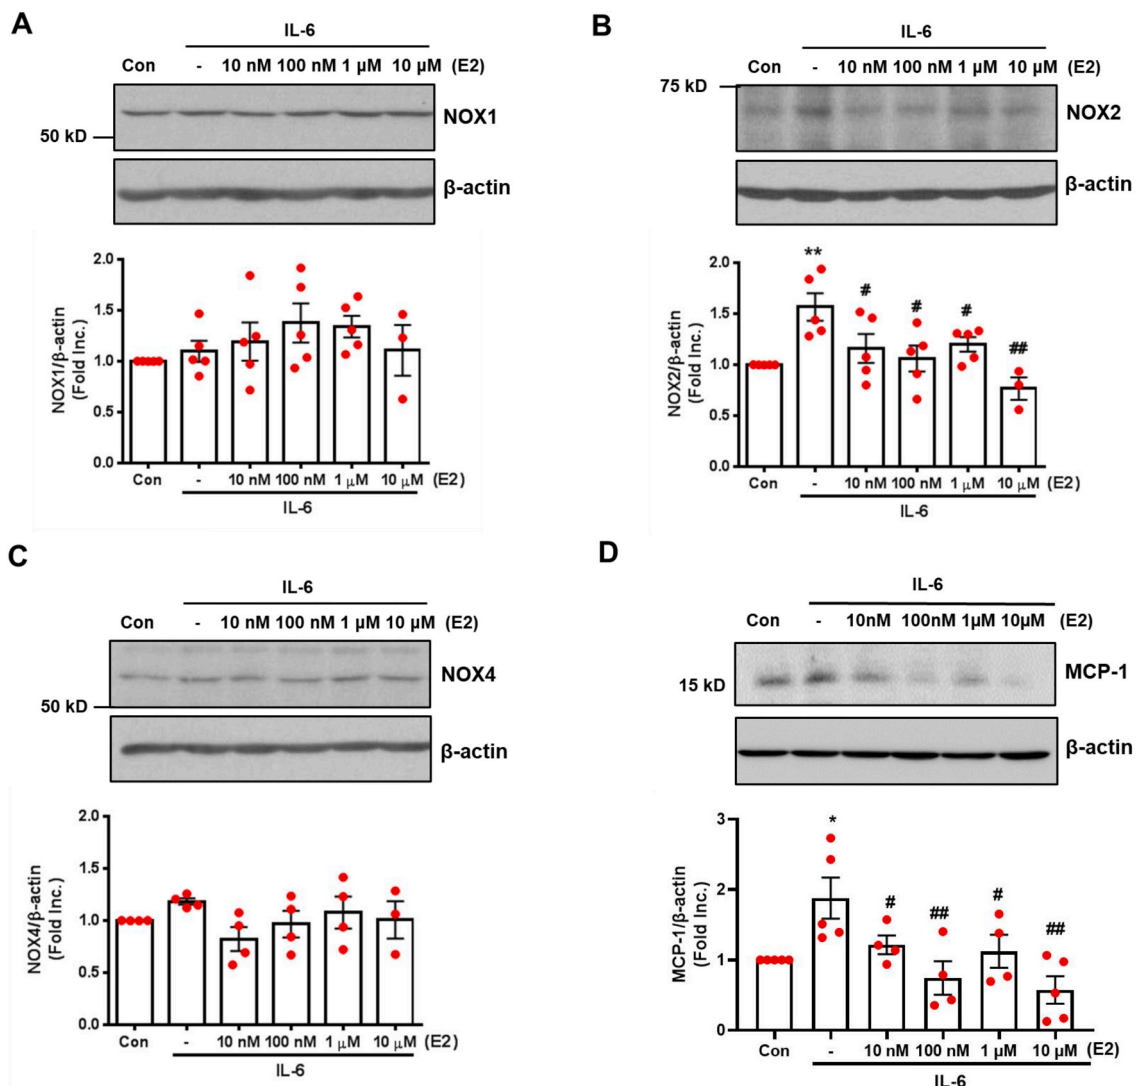 A
IL-6
Con - 10 nM 100 nM 1 µM 10 µM (E2)
NOX1
50 kD
β-actin
2.0
1.5
1.0
0.5
0.0
NOX1/β-actin
(Fold Inc.)
Con - 10 nM 100 nM 1 µM 10 µM (E2)
IL-6
B
IL-6
Con - 10 nM 100 nM 1 µM 10 µM (E2)
75 kD
NOX2
β-actin
2.0
1.5
1.0
0.5
0.0
NOX2/β-actin
(Fold Inc.)
** # # # ##
Con - 10 nM 100 nM 1 µM 10 µM (E2)
IL-6
C
IL-6
Con - 10 nM 100 nM 1 µM 10 µM (E2)
NOX4
50 kD
β-actin
2.0
1.5
1.0
0.5
0.0
NOX4/β-actin
(Fold Inc.)
Con - 10 nM 100 nM 1 µM 10 µM (E2)
IL-6
D
IL-6
Con - 10nM 100nM 1µM 10µM (E2)
15 kD
MCP-1
β-actin
3
2
1
0
MCP-1/β-actin
(Fold Inc.)
* # ## # ##
Con - 10 nM 100 nM 1 µM 10 µM (E2)
IL-6